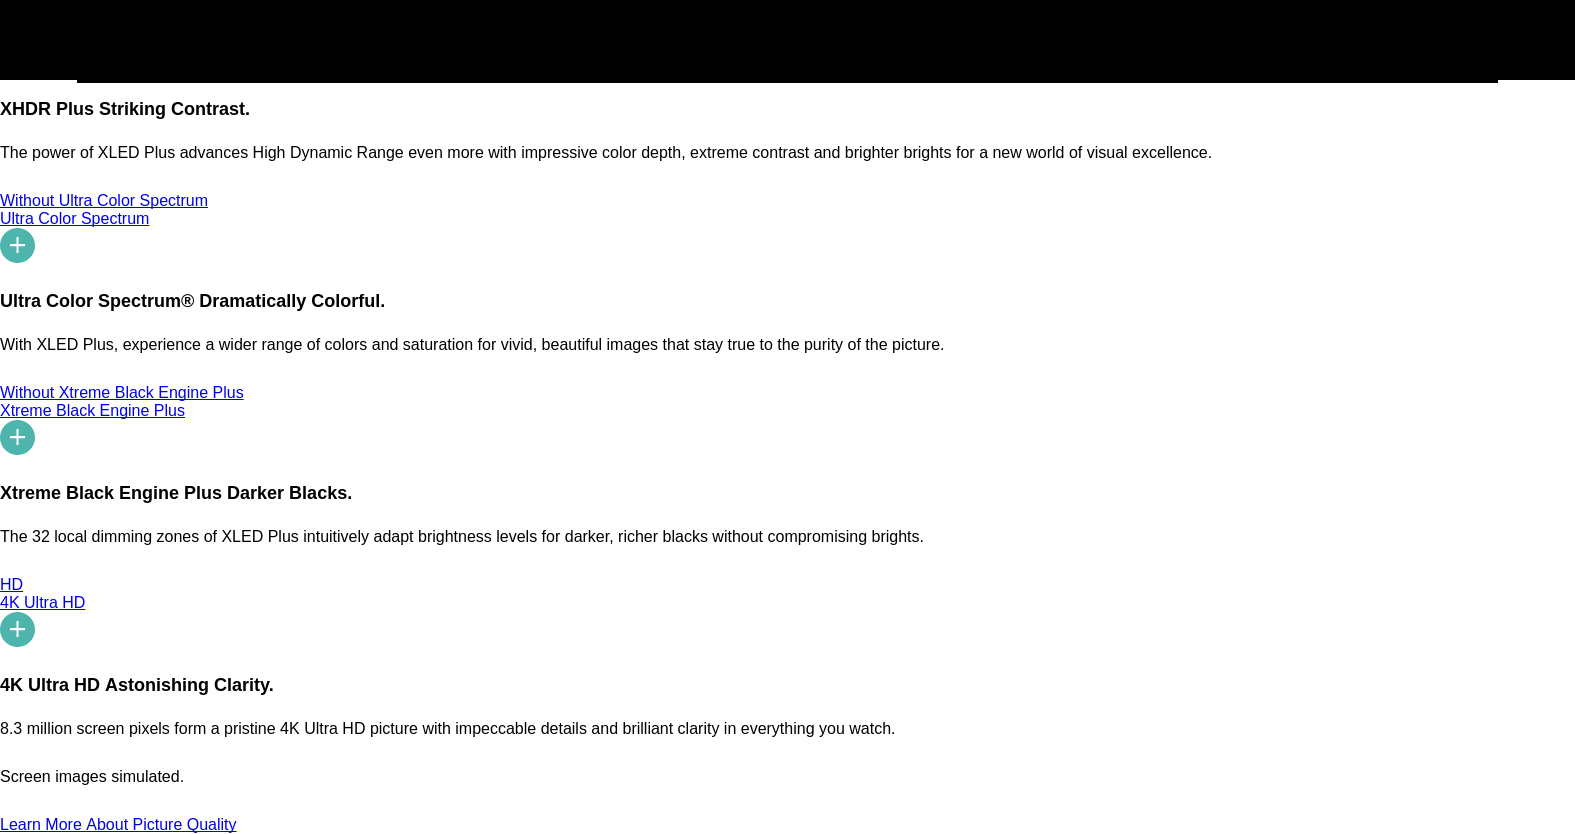 XHDR Plus Striking Contrast.
The power of XLED Plus advances High Dynamic Range even more with impressive color depth, extreme contrast and brighter brights for a new world of visual excellence.
Without Ultra Color Spectrum
Ultra Color Spectrum
Ultra Color Spectrum® Dramatically Colorful.
With XLED Plus, experience a wider range of colors and saturation for vivid, beautiful images that stay true to the purity of the picture.
Without Xtreme Black Engine Plus
Xtreme Black Engine Plus
Xtreme Black Engine Plus Darker Blacks.
The 32 local dimming zones of XLED Plus intuitively adapt brightness levels for darker, richer blacks without compromising brights.
HD
4K Ultra HD
4K Ultra HD Astonishing Clarity.
8.3 million screen pixels form a pristine 4K Ultra HD picture with impeccable details and brilliant clarity in everything you watch.
Screen images simulated.
Learn More About Picture Quality